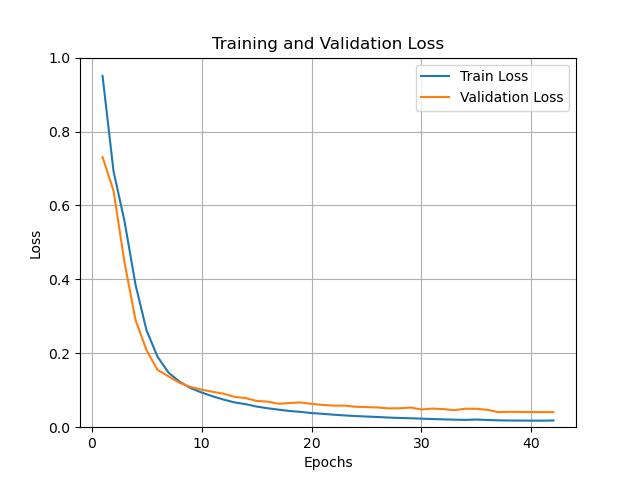 Training and Validation Loss
Train Loss
Validation Loss
1.0
0.8
0.6
0.4
0.2
0.0
Loss
0 10 20 30 40
Epochs